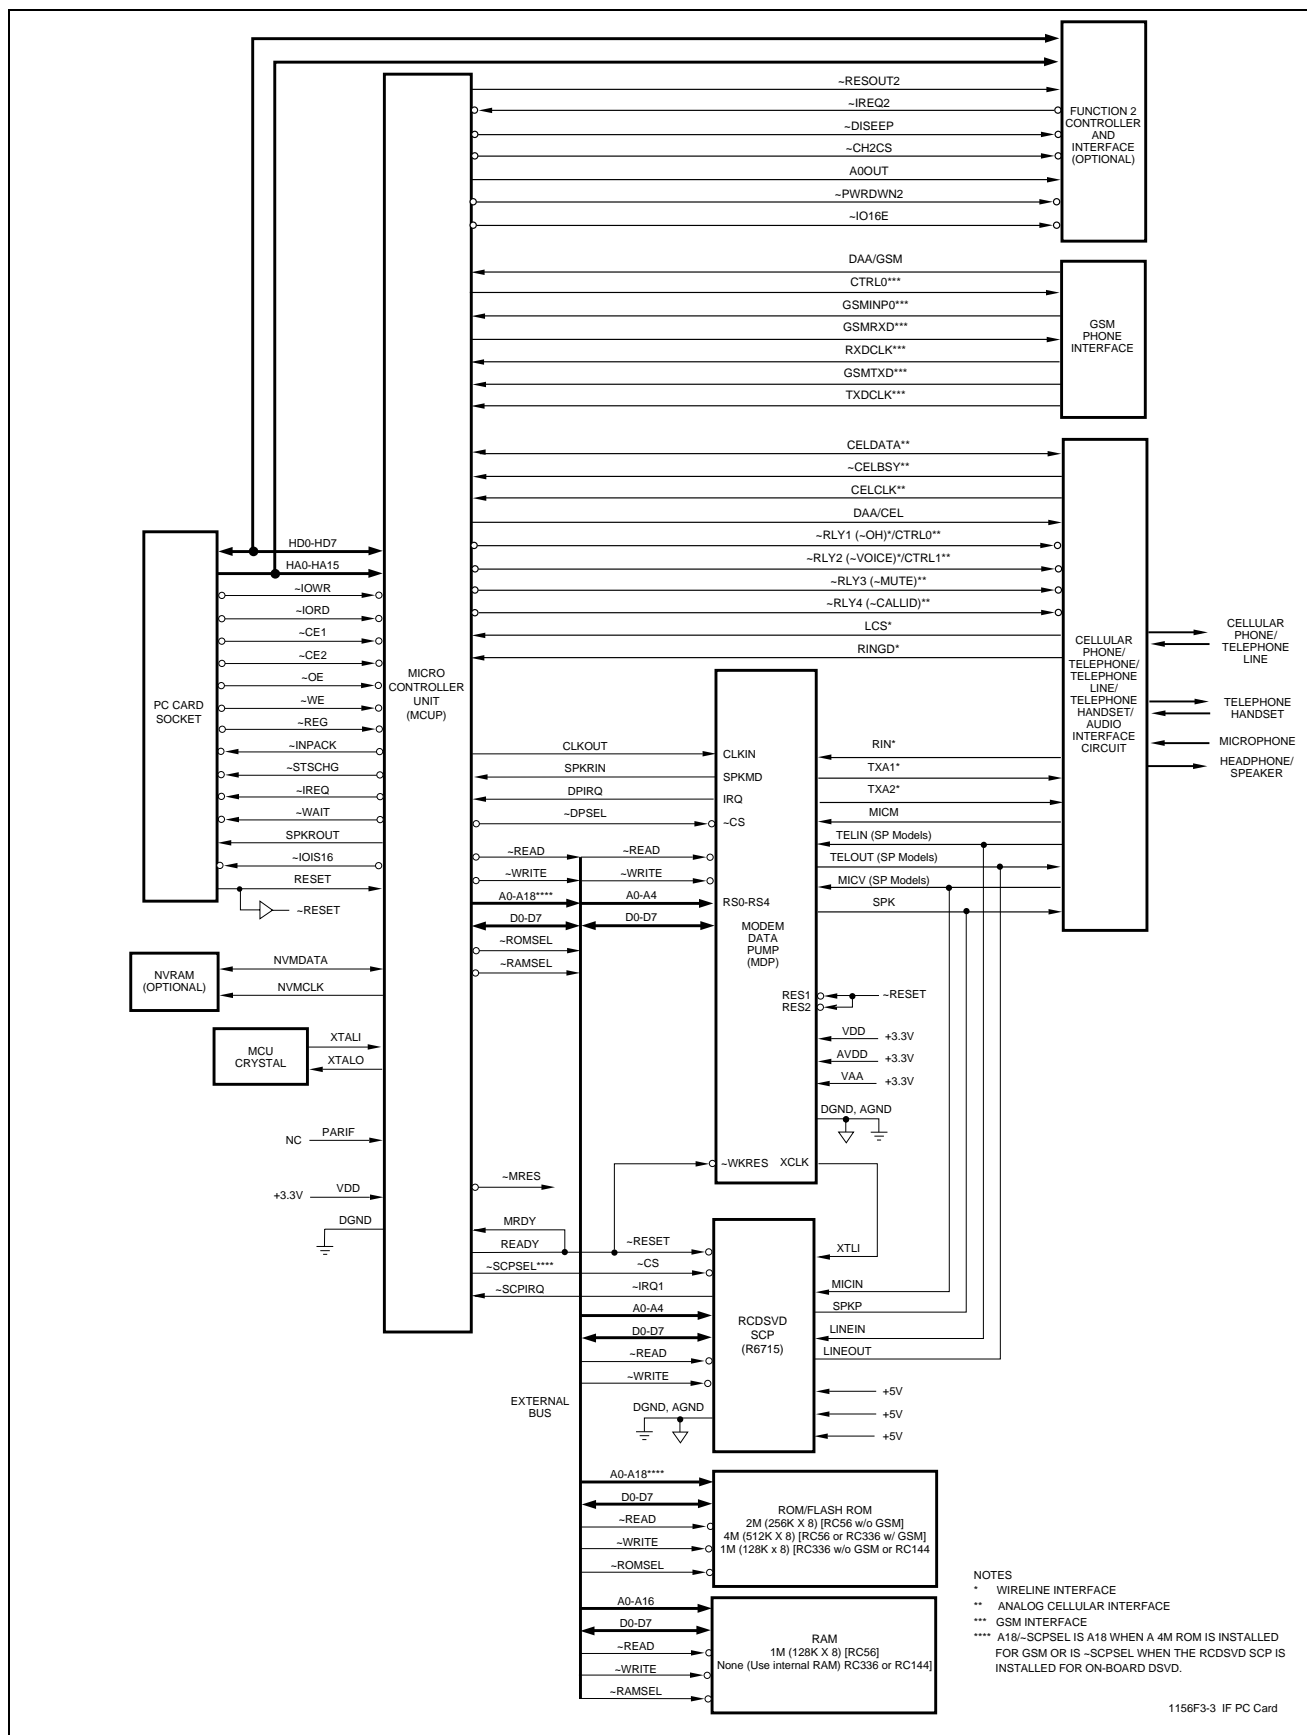 ~RESOUT2
~IREQ2
~DISEEP
~CH2CS
A0OUT
~PWRDWN2
~IO16E
FUNCTION 2
CONTROLLER
AND
INTERFACE
(OPTIONAL)
DAA/GSM
CTRL0***
GSMINP0***
GSMRXD***
RXDCLK***
GSMTXD***
TXDCLK***
GSM
PHONE
INTERFACE
CELDATA**
~CELBSY**
CELCLK**
DAA/CEL
~RLY1 (~OH)*/CTRL0**
~RLY2 (~VOICE)*/CTRL1**
~RLY3 (~MUTE)**
~RLY4 (~CALLID)**
LCS*
RINGD*
CELLULAR
PHONE/
TELEPHONE/
TELEPHONE
LINE/
TELEPHONE
HANDSET/
AUDIO
INTERFACE
CIRCUIT
CELLULAR
PHONE/
TELEPHONE
LINE
TELEPHONE
HANDSET
MICROPHONE
HEADPHONE/
SPEAKER
PC CARD
SOCKET
HD0-HD7
HA0-HA15
~IOWR
~IORD
~CE1
~CE2
~OE
~WE
~REG
~INPACK
~STSCHG
~IREQ
~WAIT
SPKROUT
~IOIS16
RESET
~RESET
MICRO
CONTROLLER
UNIT
(MCUP)
NVRAM
(OPTIONAL)
NVMDATA
NVMCLK
MCU
CRYSTAL
XTALI
XTALO
NC
PARIF
+3.3V
VDD
DGND
CLKOUT
SPKRIN
DPIRQ
~DPSEL
~READ
~WRITE
A0-A18****
D0-D7
~ROMSEL
~RAMSEL
~READ
~WRITE
A0-A4
D0-D7
CLKIN
SPKMD
IRQ
~CS
RS0-RS4
MODEM
DATA
PUMP
(MDP)
RES1
RES2
~WKRES
XCLK
RIN*
TXA1*
TXA2*
MICM
TELIN (SP Models)
TELOUT (SP Models)
MICV (SP Models)
SPK
~RESET
VDD
+3.3V
AVDD
+3.3V
VAA
+3.3V
DGND, AGND
~MRES
MRDY
READY
~SCPSEL****
~SCPIRQ
~RESET
~CS
~IRQ1
A0-A4
D0-D7
~READ
~WRITE
DGND, AGND
RCDSVD
SCP
(R6715)
XTLI
MICIN
SPKP
LINEIN
LINEOUT
+5V
+5V
+5V
EXTERNAL
BUS
A0-A18****
D0-D7
~READ
~WRITE
~ROMSEL
ROM/FLASH ROM
2M (256K X 8) [RC56 w/o GSM]
4M (512K X 8) [RC56 or RC336 w/ GSM]
1M (128K x 8) [RC336 w/o GSM or RC144
A0-A16
D0-D7
~READ
~WRITE
~RAMSEL
RAM
1M (128K X 8) [RC56]
None (Use internal RAM) RC336 or RC144]
NOTES
* WIRELINE INTERFACE
** ANALOG CELLULAR INTERFACE
*** GSM INTERFACE
**** A18/~SCPSEL IS A18 WHEN A 4M ROM IS INSTALLED
FOR GSM OR IS ~SCPSEL WHEN THE RCDSVD SCP IS
INSTALLED FOR ON-BOARD DSVD.
1156F3-3 IF PC Card